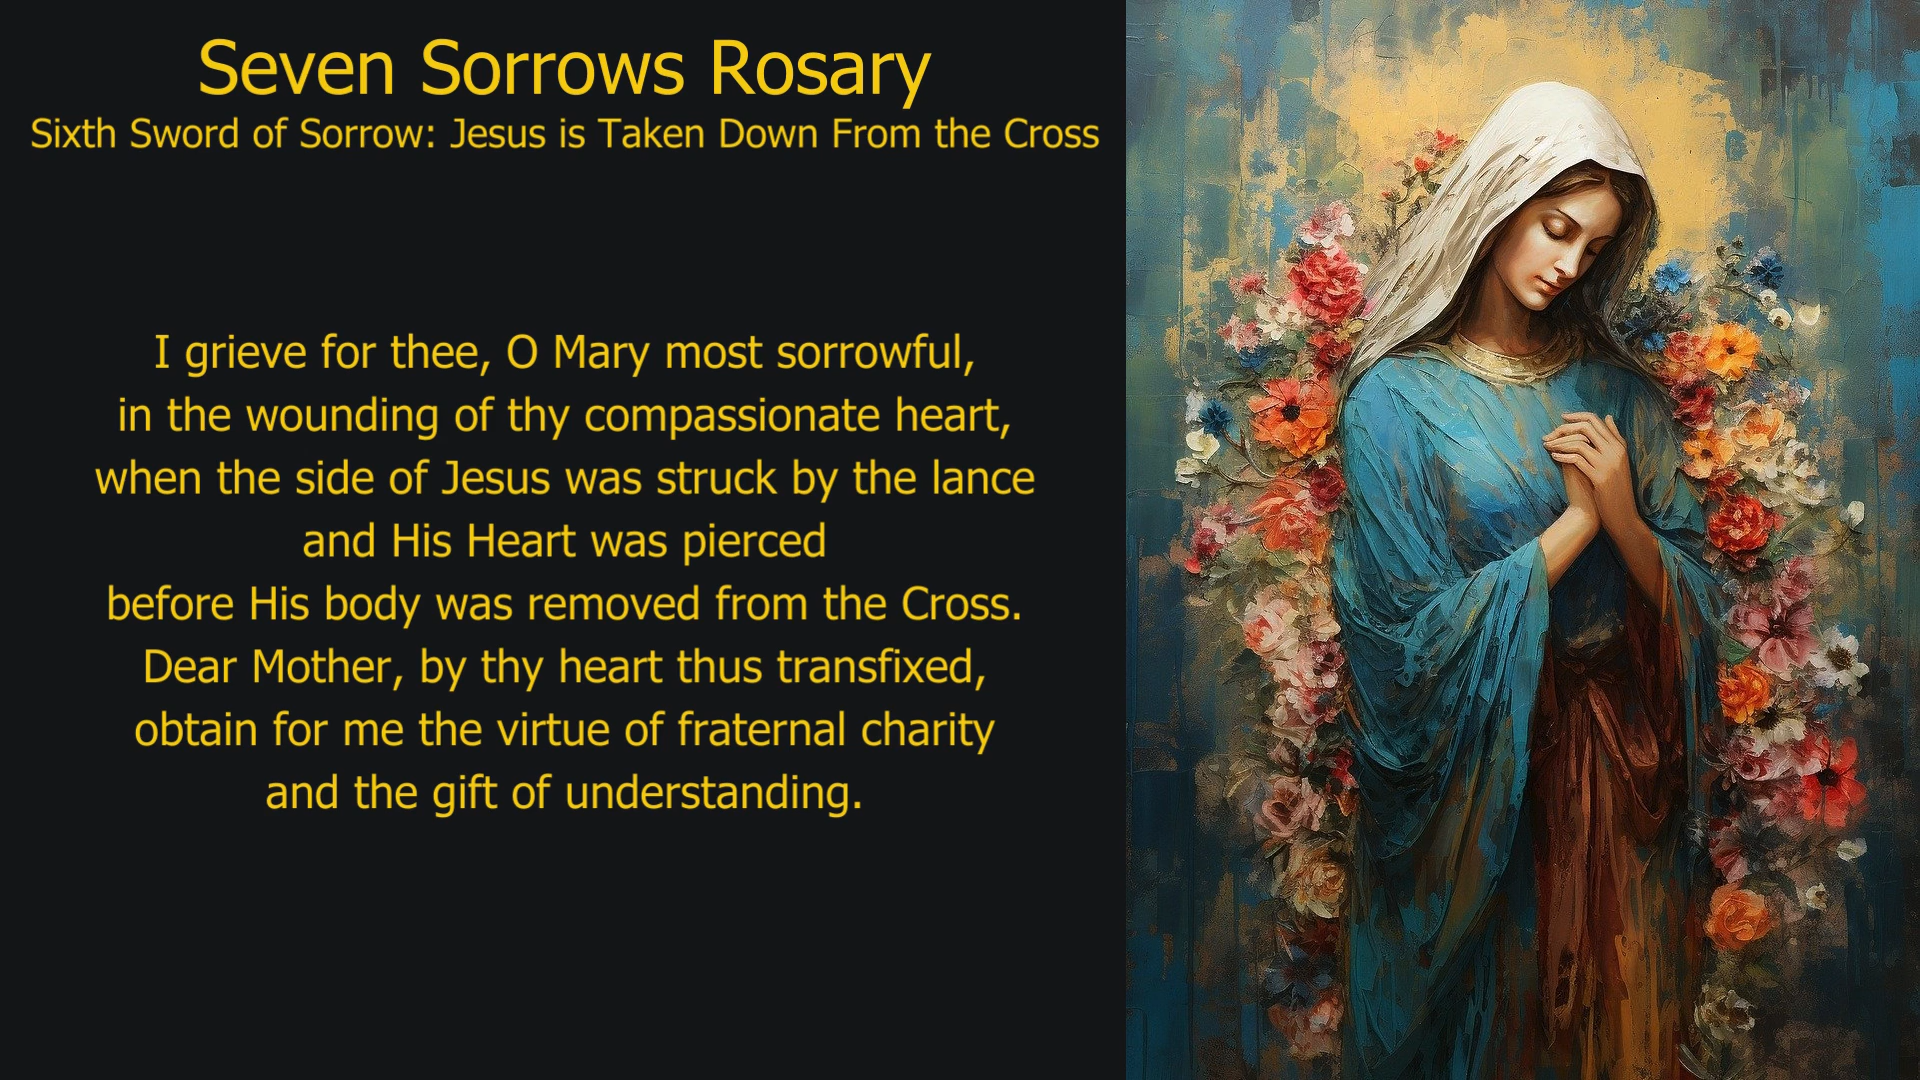 Seven Sorrows Rosary
Sixth Sword of Sorrow: Jesus is Taken Down From the Cross
I grieve for thee, O Mary most sorrowful,
in the wounding of thy compassionate heart,
when the side of Jesus was struck by the lance
and His Heart was pierced
before His body was removed from the Cross.
Dear Mother, by thy heart thus transfixed,
obtain for me the virtue of fraternal charity
and the gift of understanding.